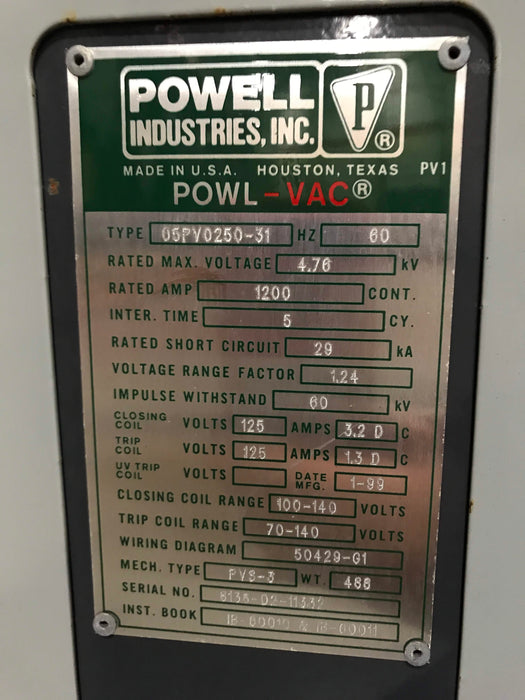 POWELL
INDUSTRIES, INC.
P
®
MADE IN U.S.A. HOUSTON, TEXAS PV1
POWL-VAC®
TYPE 05PV0250-31 HZ 60
RATED MAX. VOLTAGE 4.76 kV
RATED AMP 1200 CONT.
INTER. TIME 5 CY.
RATED SHORT CIRCUIT 29 kA
VOLTAGE RANGE FACTOR 1.24
IMPULSE WITHSTAND 60 kV
CLOSING COIL VOLTS 125 AMPS 3.2 D C
TRIP COIL VOLTS 125 AMPS 1.3 D C
UV TRIP COIL VOLTS DATE MFG. 1-99
CLOSING COIL RANGE 100-140 VOLTS
TRIP COIL RANGE 70-140 VOLTS
WIRING DIAGRAM 50429-G1
MECH. TYPE PVS-3 WT. 488
SERIAL NO.
INST. BOOK IB-60010 & IB-60011